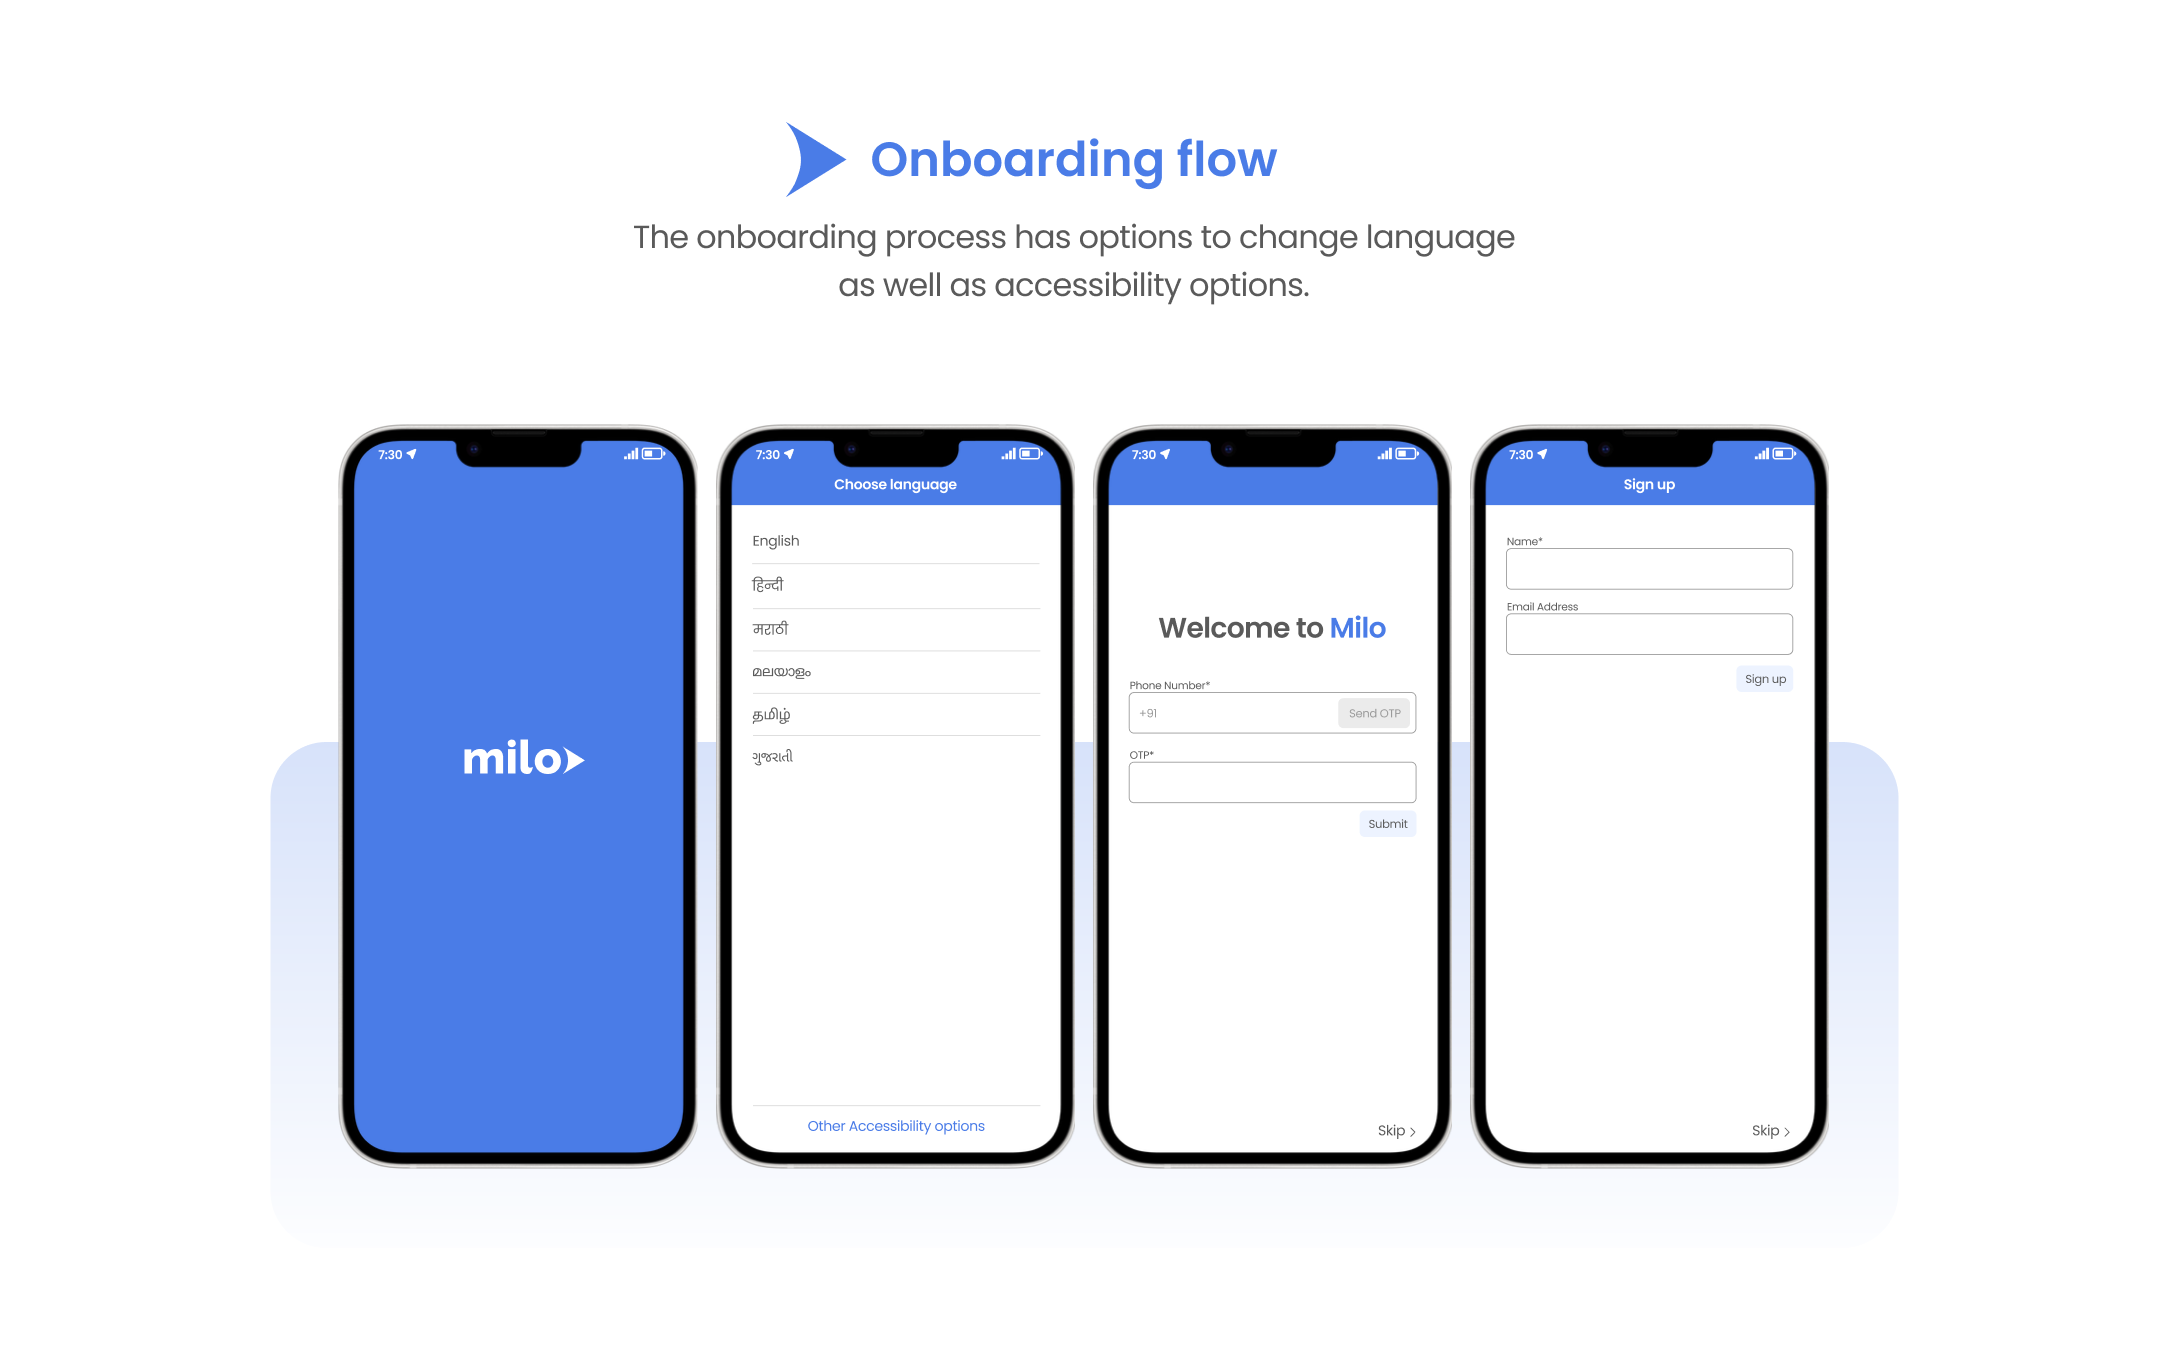 Onboarding flow
The onboarding process has options to change language
as well as accessibility options.
7:30
milo
7:30
Choose language
English
हिन्दी
मराठी
മലയാളം
தமிழ்
ગુજરાતી
Other Accessibility options
7:30
Welcome to Milo
Phone Number*
+91
Send OTP
OTP*
Submit
Skip
7:30
Sign up
Name*
Email Address
Sign up
Skip